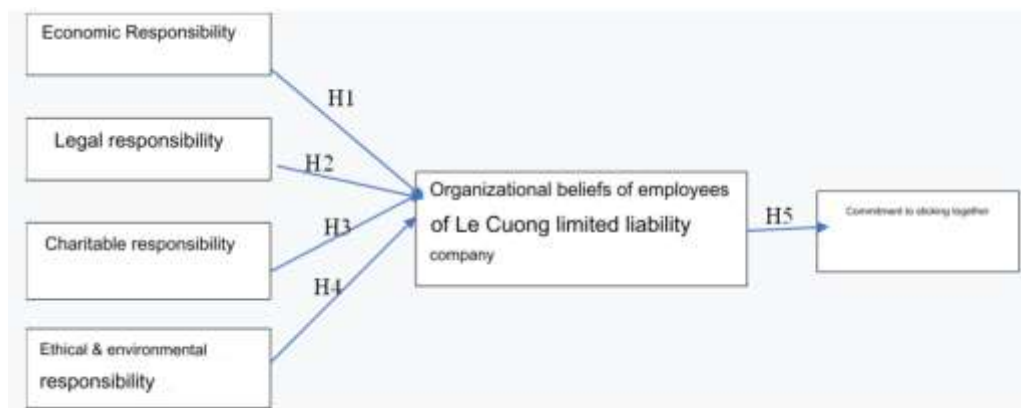 Economic Responsibility
H1
Legal responsibility
H2
Charitable responsibility
H3
H4
Ethical & environmental
responsibility
Organizational beliefs of employees
of Le Cuong limited liability
company
H5
Commitment to sticking together